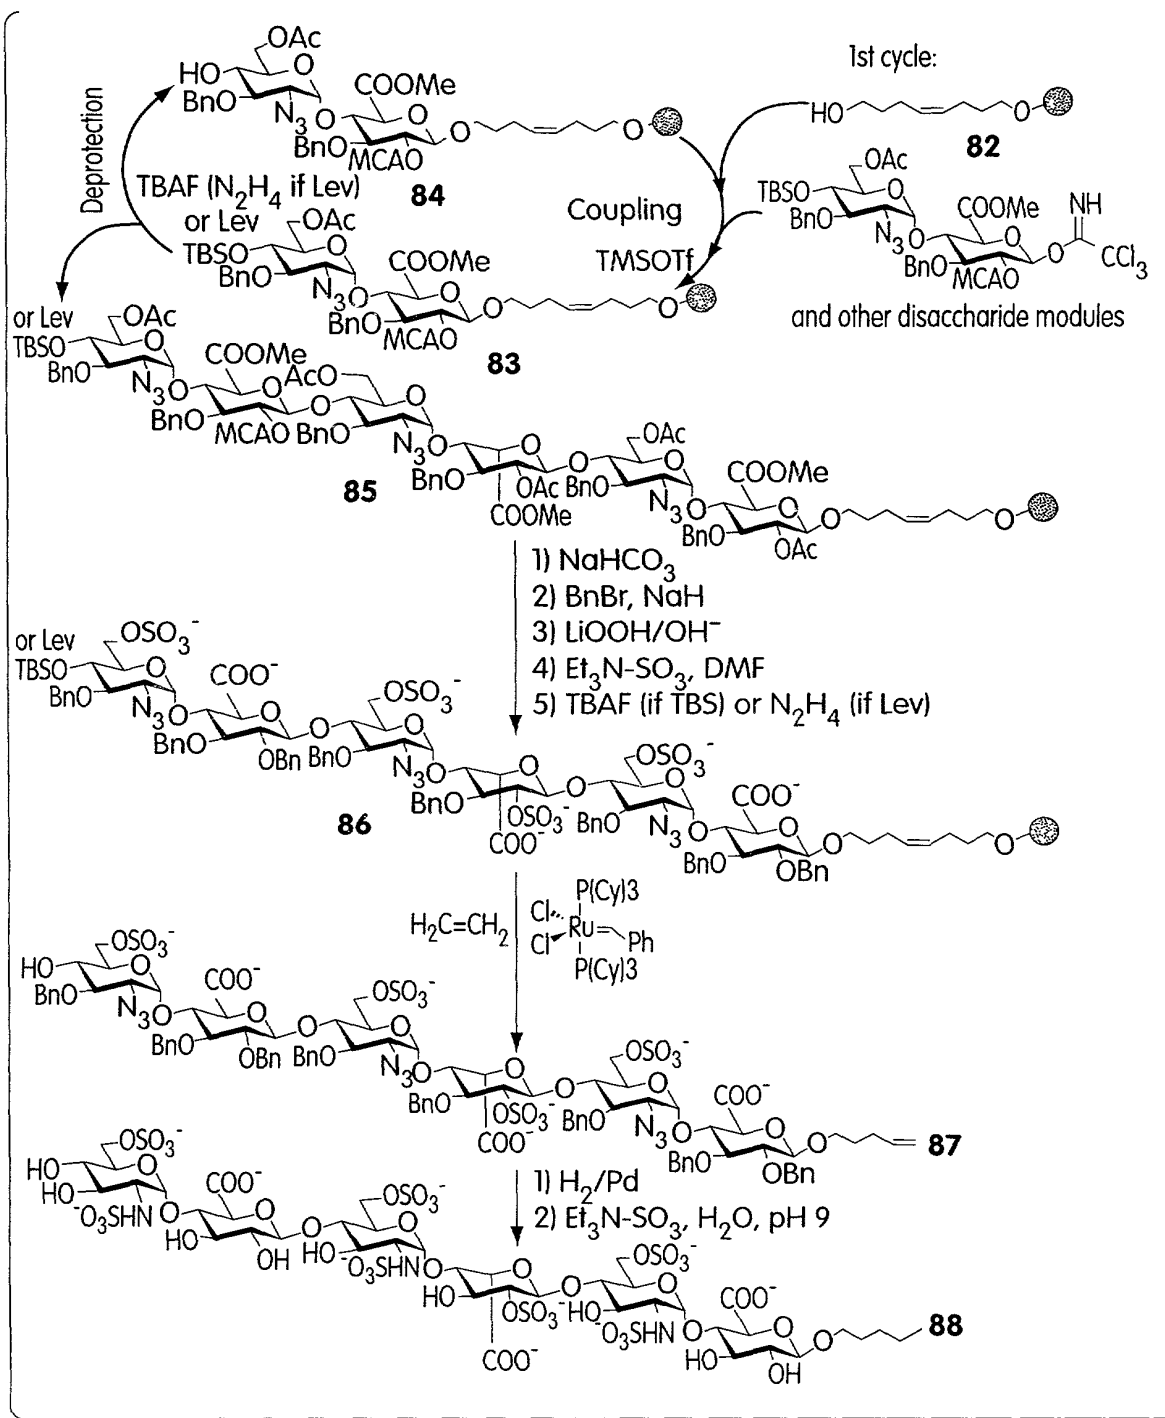 1st cycle:
OAc
HO
BnO
N3
O
COOMe
O
BnO
O
MCAO
O
O
84
HO
O
82
Deprotection
TBAF (N2H4 if Lev)
or Lev
Coupling
TMSOTf
OAc
TBSO
BnO
O
N3
O
COOMe
O
BnO
MCAO
O
NH
CCl3
and other disaccharide modules
OAc
TBSO
BnO
O
N3
O
COOMe
O
BnO
MCAO
O
O
83
or Lev
OAc
TBSO
BnO
O
N3
O
COOMe
O
BnO
MCAO
O
AcO
O
BnO
N3
O
O
BnO
OAc
COOMe
O
OAc
O
BnO
N3
O
COOMe
O
BnO
OAc
O
O
85
1) NaHCO3
2) BnBr, NaH
3) LiOOH/OH-
4) Et3N-SO3, DMF
5) TBAF (if TBS) or N2H4 (if Lev)
or Lev
OSO3-
TBSO
BnO
O
N3
O
COO-
O
BnO
OBn
O
OSO3-
O
BnO
N3
O
O
BnO
OSO3-
COO-
O
OSO3-
O
BnO
N3
O
COO-
O
BnO
OBn
O
O
86
H2C=CH2
P(Cy)3
Cl
Ru
Ph
Cl
P(Cy)3
OSO3-
HO
BnO
O
N3
O
COO-
O
BnO
OBn
O
OSO3-
O
BnO
N3
O
O
BnO
OSO3-
COO-
O
OSO3-
O
BnO
N3
O
COO-
O
BnO
OBn
O
87
1) H2/Pd
2) Et3N-SO3, H2O, pH 9
OSO3-
HO
HO
O
-O3SHN
O
COO-
O
HO
OH
O
OSO3-
O
HO
-O3SHN
O
O
HO
OSO3-
COO-
O
OSO3-
O
HO
-O3SHN
O
COO-
O
HO
OH
O
88